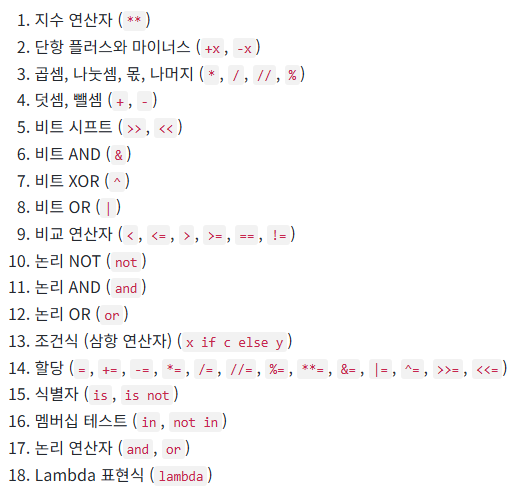 1. 지수 연산자 ( ** )
2. 단항 플러스와 마이너스 ( +x , -x )
3. 곱셈, 나눗셈, 몫, 나머지 ( * , / , // , % )
4. 덧셈, 뺄셈 ( + , - )
5. 비트 시프트 ( >> , << )
6. 비트 AND ( & )
7. 비트 XOR ( ^ )
8. 비트 OR ( | )
9. 비교 연산자 ( < , <= , > , >= , == , != )
10. 논리 NOT ( not )
11. 논리 AND ( and )
12. 논리 OR ( or )
13. 조건식 (삼항 연산자) ( x if c else y )
14. 할당 ( = , += , -= , *= , /= , //= , %= , **= , &= , |= , ^= , >>= , <<= )
15. 식별자 ( is , is not )
16. 멤버십 테스트 ( in , not in )
17. 논리 연산자 ( and , or )
18. Lambda 표현식 ( lambda )